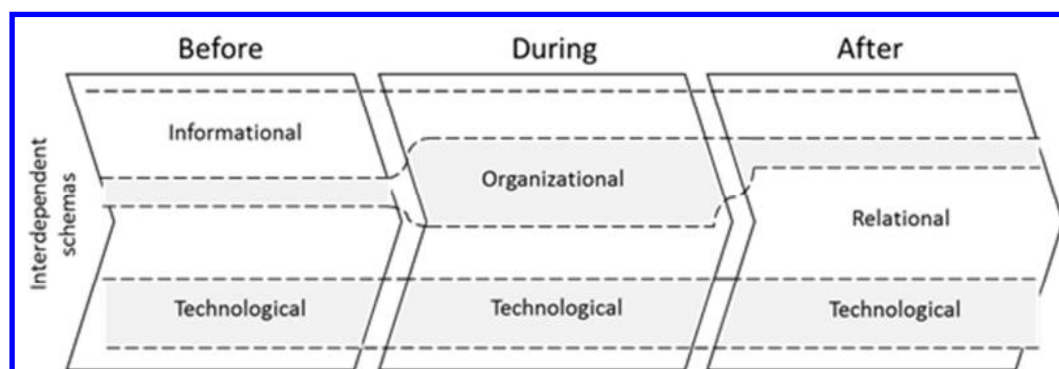 Before
During
After
Interdependent
schemas
Informational
Organizational
Relational
Technological
Technological
Technological